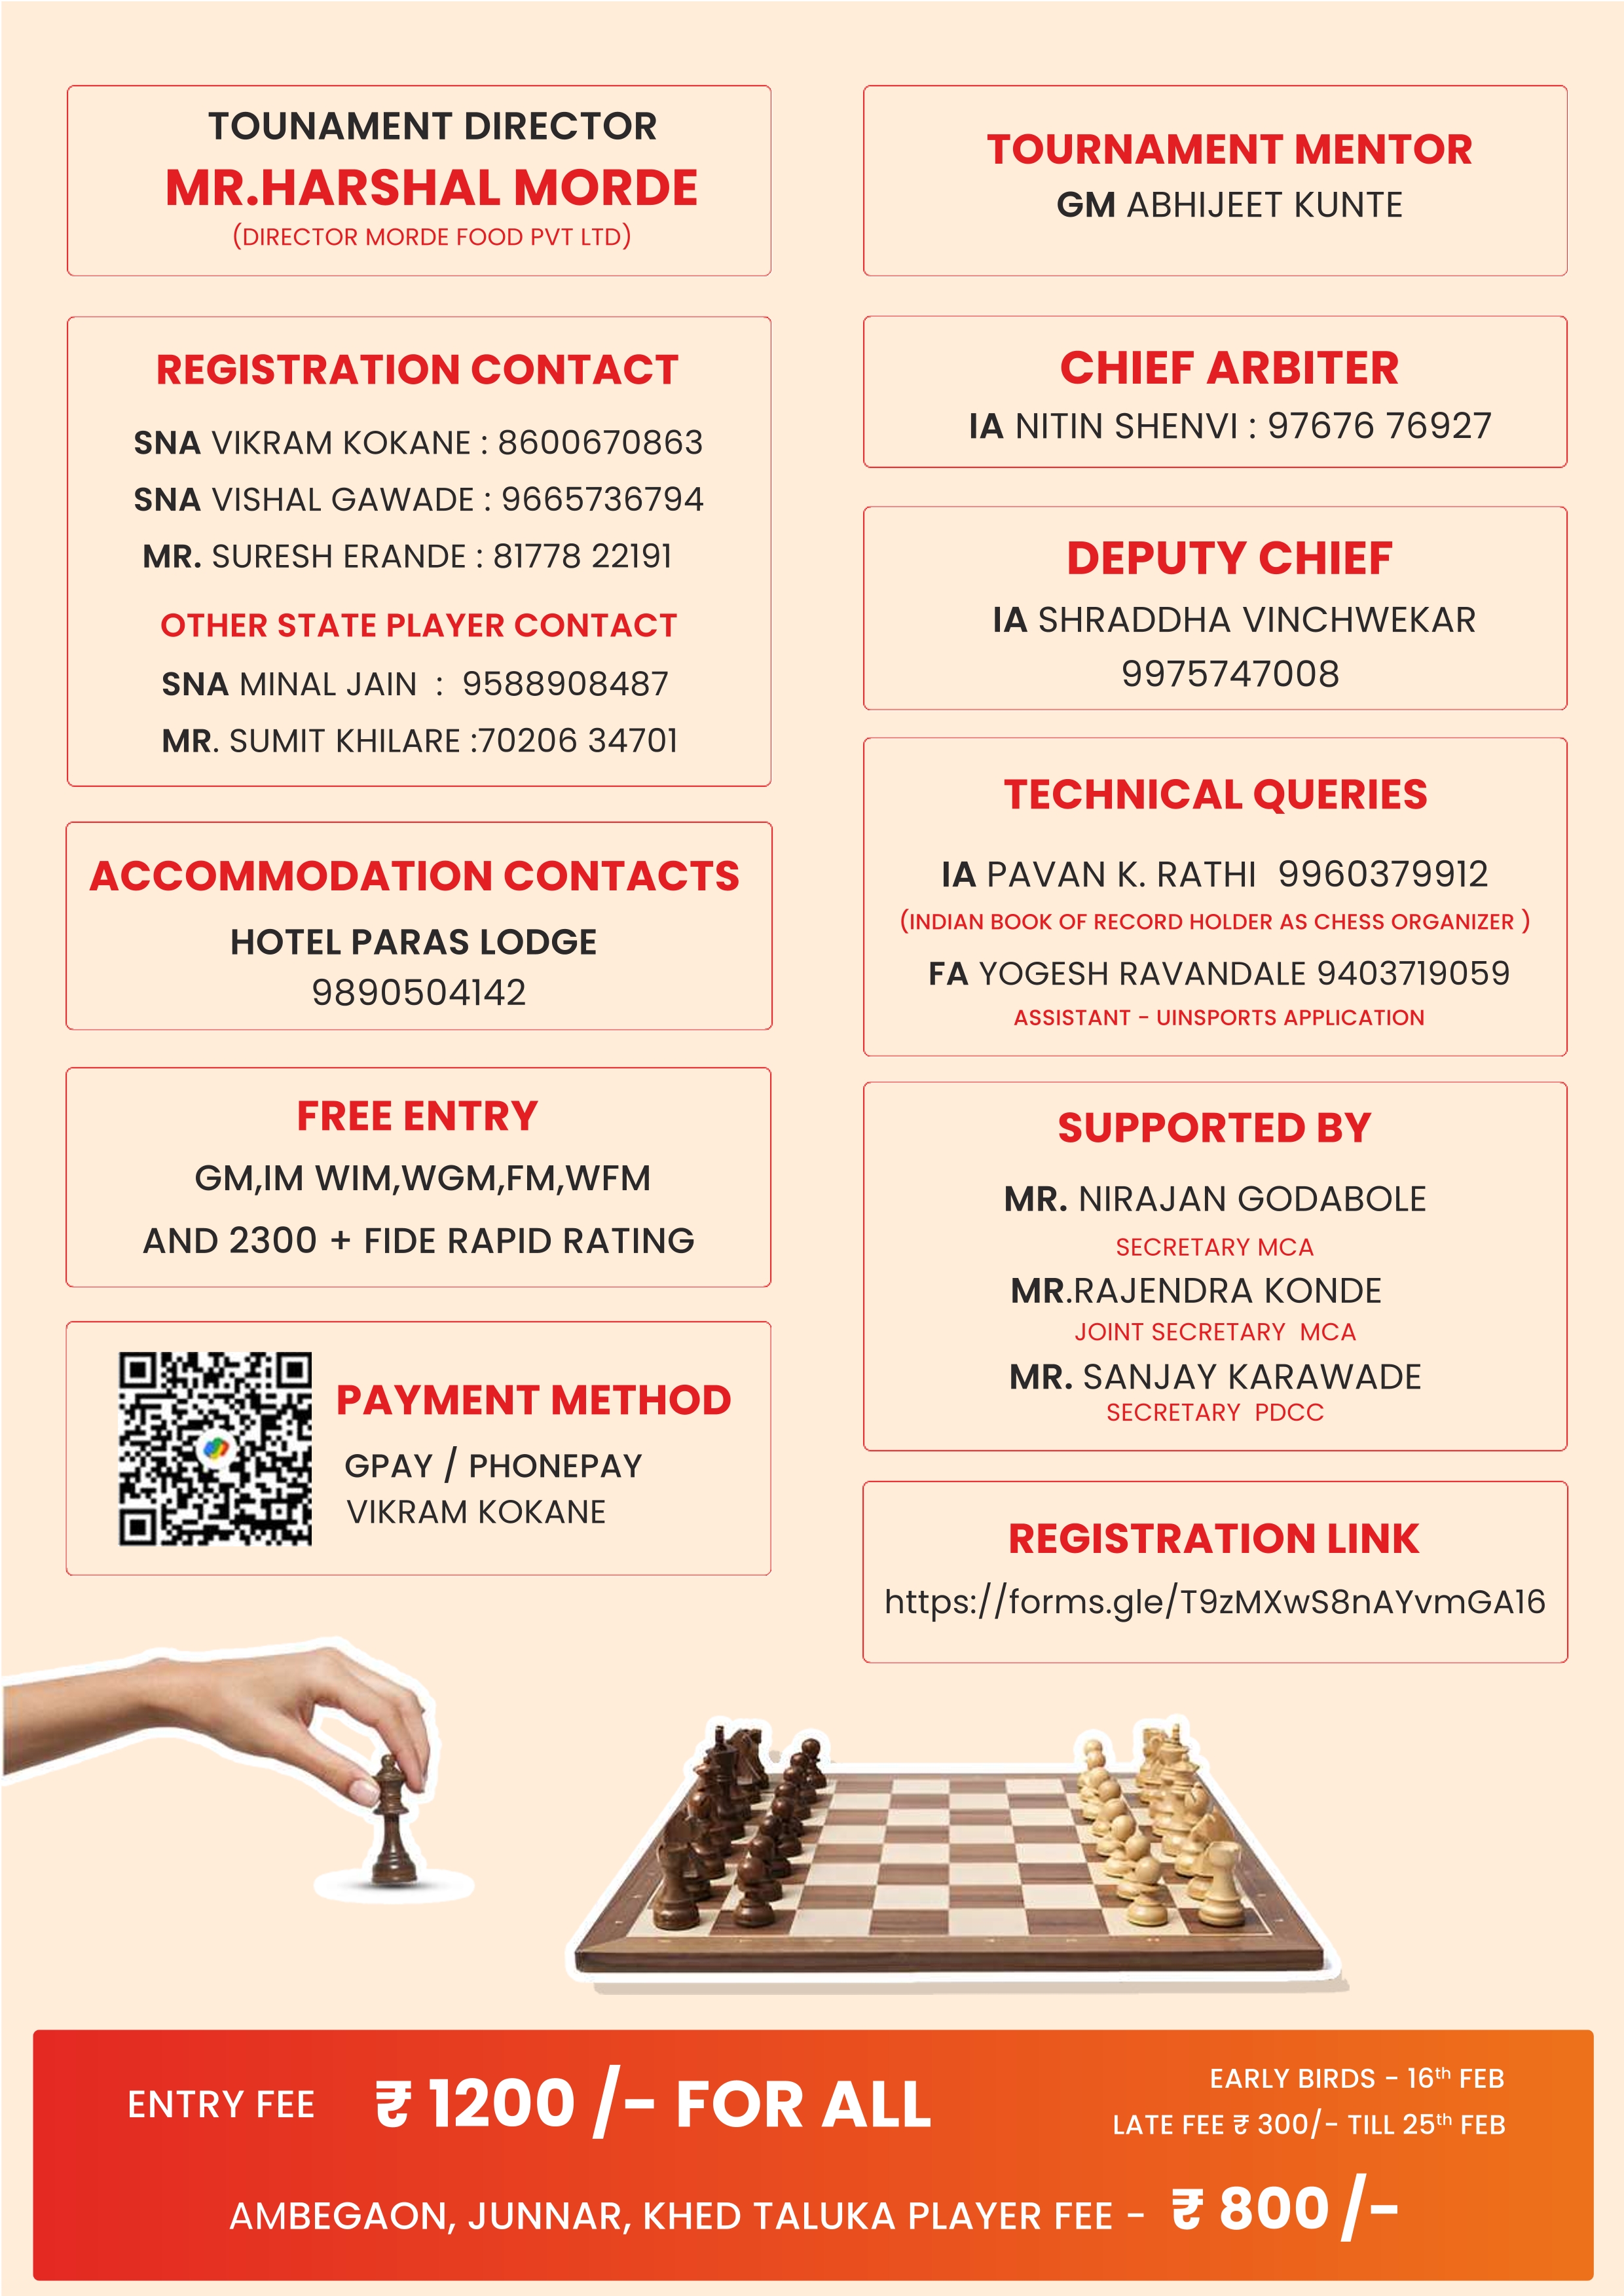 TOUNAMENT DIRECTOR
MR.HARSHAL MORDE
(DIRECTOR MORDE FOOD PVT LTD)
REGISTRATION CONTACT
SNA VIKRAM KOKANE : 8600670863
SNA VISHAL GAWADE : 9665736794
MR. SURESH ERANDE : 81778 22191
OTHER STATE PLAYER CONTACT
SNA MINAL JAIN : 9588908487
MR. SUMIT KHILARE :70206 34701
ACCOMMODATION CONTACTS
HOTEL PARAS LODGE
9890504142
FREE ENTRY
GM,IM WIM,WGM,FM,WFM
AND 2300 + FIDE RAPID RATING
PAYMENT METHOD
GPAY / PHONEPAY
VIKRAM KOKANE
TOURNAMENT MENTOR
GM ABHIJEET KUNTE
CHIEF ARBITER
IA NITIN SHENVI : 97676 76927
DEPUTY CHIEF
IA SHRADDHA VINCHWEKAR
9975747008
TECHNICAL QUERIES
IA PAVAN K. RATHI 9960379912
(INDIAN BOOK OF RECORD HOLDER AS CHESS ORGANIZER )
FA YOGESH RAVANDALE 9403719059
ASSISTANT - UINSPORTS APPLICATION
SUPPORTED BY
MR. NIRAJAN GODABOLE
SECRETARY MCA
MR.RAJENDRA KONDE
JOINT SECRETARY MCA
MR. SANJAY KARAWADE
SECRETARY PDCC
REGISTRATION LINK
https://forms.gle/T9zMXwS8nAYvmGA16
ENTRY FEE ₹ 1200 /- FOR ALL
EARLY BIRDS - 16th FEB
LATE FEE ₹ 300/- TILL 25th FEB
AMBEGAON, JUNNAR, KHED TALUKA PLAYER FEE - ₹ 800 /-